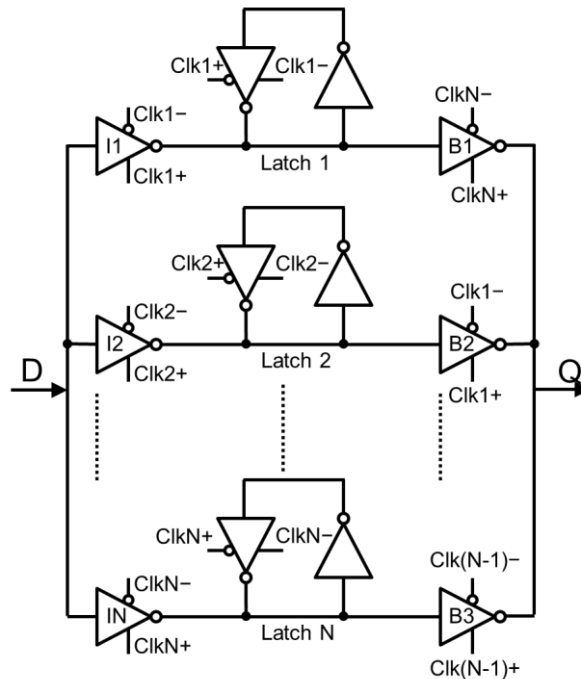 Clk1+
Clk1−
Clk1−
I1
Clk1+
Latch 1
ClkN−
B1
ClkN+
Clk2+
Clk2−
Clk2−
I2
Clk2+
Latch 2
Clk1−
B2
Clk1+
D
Q
ClkN+
ClkN−
ClkN−
IN
ClkN+
Latch N
Clk(N-1)−
B3
Clk(N-1)+